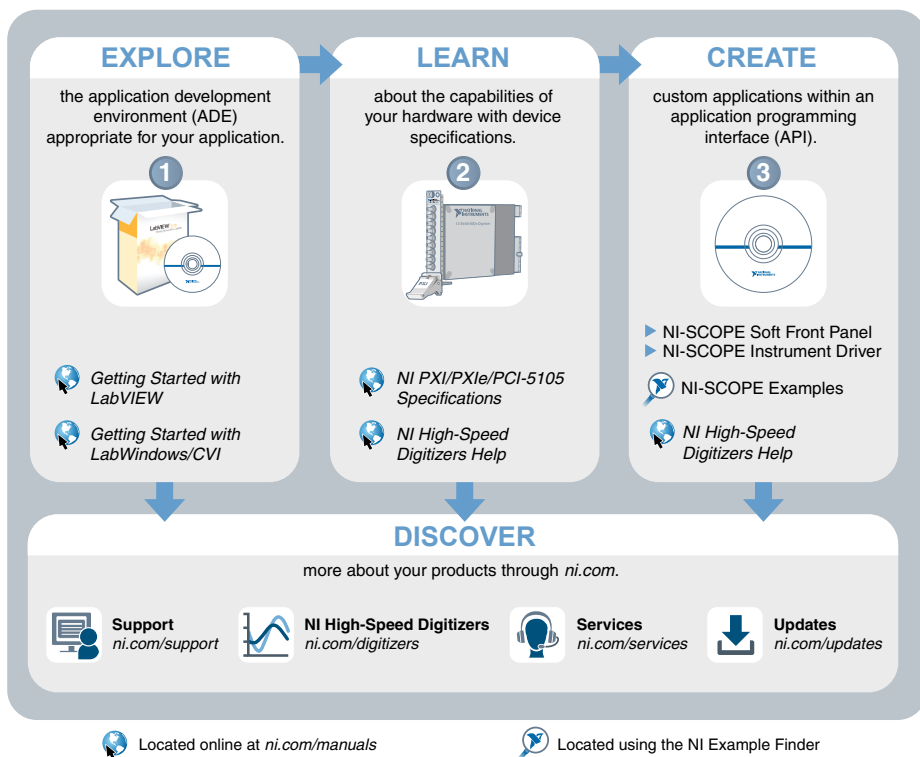 EXPLORE
the application development
environment (ADE)
appropriate for your application.
1
LabVIEW
Getting Started with
LabVIEW
Getting Started with
LabWindows/CVI
LEARN
about the capabilities of
your hardware with device
specifications.
2
NATIONAL
INSTRUMENTS
NI PXI/PXIe/PCI-5105
Specifications
NI High-Speed
Digitizers Help
CREATE
custom applications within an
application programming
interface (API).
3
NI-SCOPE Soft Front Panel
NI-SCOPE Instrument Driver
NI-SCOPE Examples
NI High-Speed
Digitizers Help
DISCOVER
more about your products through ni.com.
Support
ni.com/support
NI High-Speed Digitizers
ni.com/digitizers
Services
ni.com/services
Updates
ni.com/updates
Located online at ni.com/manuals
Located using the NI Example Finder